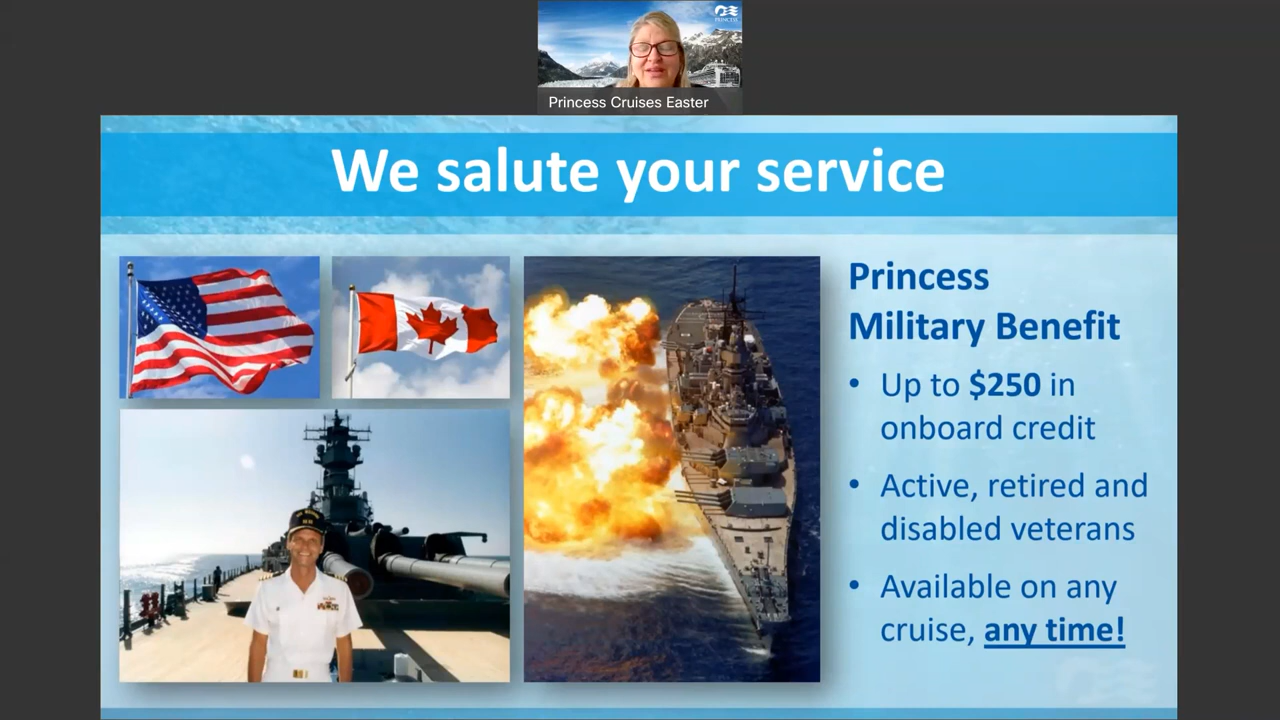 PRINCESS
Princess Cruises Easter
We salute your service
Princess
Military Benefit
• Up to $250 in
onboard credit
• Active, retired and
disabled veterans
• Available on any
cruise, any time!